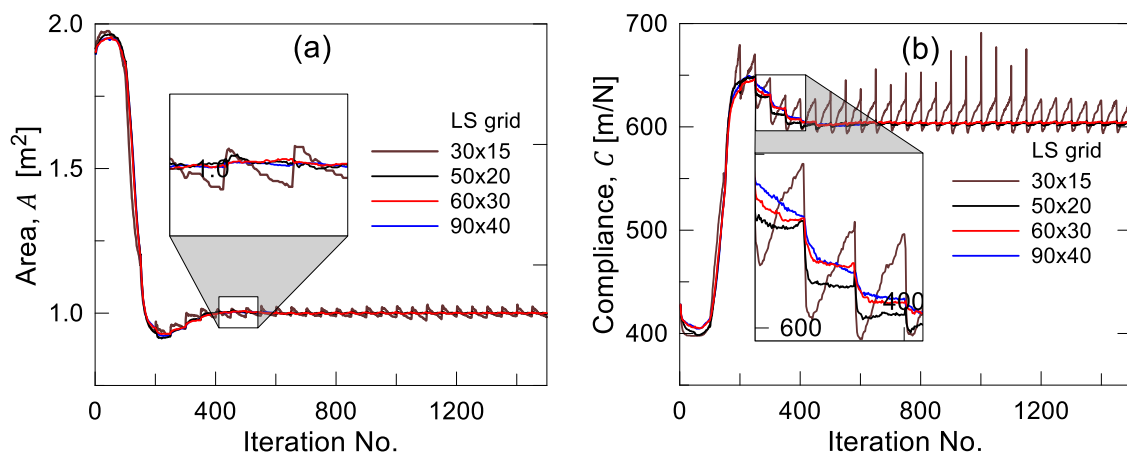 (a)
2.0
1.5
1.0
Area, A [m²]
1.0
LS grid
30x15
50x20
60x30
90x40
0
400
800
1200
Iteration No.
(b)
700
600
500
400
Compliance, C [m/N]
600
400
LS grid
30x15
50x20
60x30
90x40
0
400
800
1200
Iteration No.